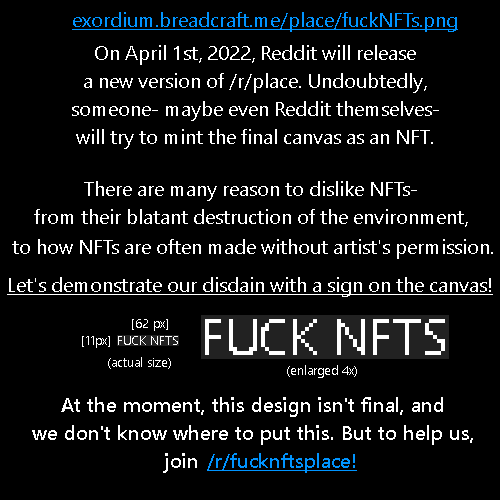 exordium.breadcraft.me/place/fuckNFTs.png
On April 1st, 2022, Reddit will release
a new version of /r/place. Undoubtedly,
someone- maybe even Reddit themselves-
will try to mint the final canvas as an NFT.
There are many reason to dislike NFTs-
from their blatant destruction of the environment,
to how NFTs are often made without artist's permission.
Let's demonstrate our disdain with a sign on the canvas!
[62 px]
[11px] FUCK NFTS
(actual size)
FUCK NFTS
(enlarged 4x)
At the moment, this design isn't final, and
we don't know where to put this. But to help us,
join /r/fucknftsplace!